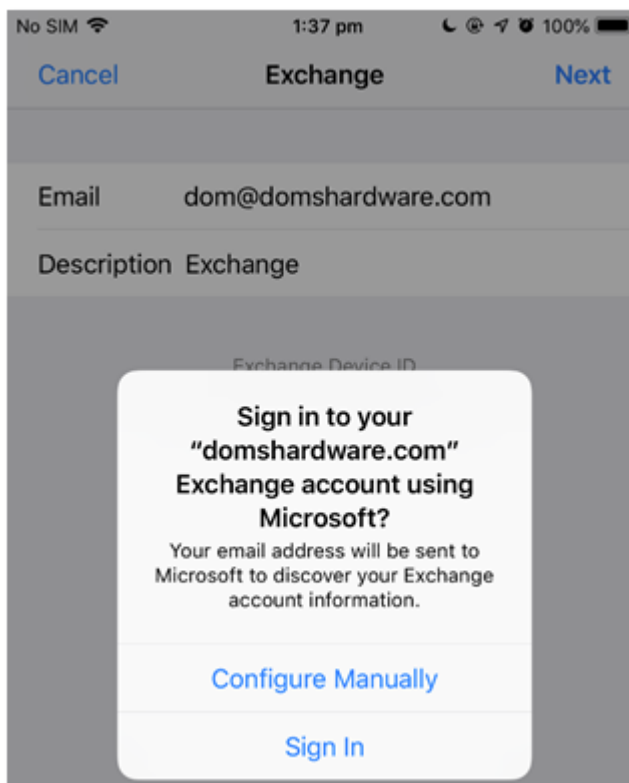 No SIM 1:37 pm 100%
Cancel Exchange Next
Email dom@domshardware.com
Description Exchange
Exchange Device ID
Sign in to your
“domshardware.com”
Exchange account using
Microsoft?
Your email address will be sent to
Microsoft to discover your Exchange
account information.
Configure Manually
Sign In